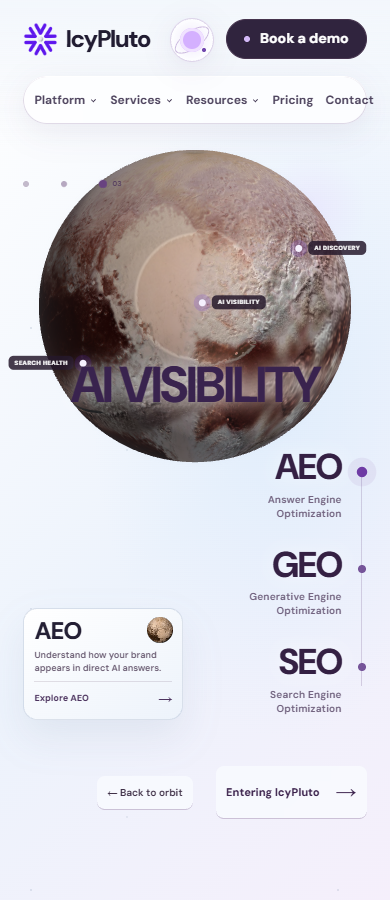 IcyPluto
Book a demo
Platform Services Resources Pricing Contact
03
AI DISCOVERY
AI VISIBILITY
SEARCH HEALTH
AI VISIBILITY
AEO
Answer Engine
Optimization
GEO
Generative Engine
Optimization
AEO
Understand how your brand
appears in direct AI answers.
Explore AEO →
SEO
Search Engine
Optimization
← Back to orbit
Entering IcyPluto →